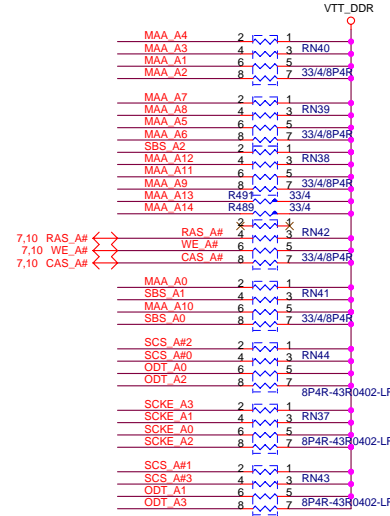 VTT_DDR
MAA_A4 2 1
MAA_A3 4 3 RN40
MAA_A1 6 5
MAA_A2 8 7 33/4/8P4R
MAA_A7 2 1
MAA_A8 4 3 RN39
MAA_A5 6 5
MAA_A6 8 7 33/4/8P4R
SBS_A2 2 1
MAA_A12 4 3 RN38
MAA_A11 6 5
MAA_A9 8 7 33/4/8P4R
MAA_A13 R491 33/4
MAA_A14 R489 33/4
2 1
7,10 RAS_A# RAS_A# 4 3 RN42
7,10 WE_A# WE_A# 6 5
7,10 CAS_A# CAS_A# 8 7 33/4/8P4R
MAA_A0 2 1
SBS_A1 4 3 RN41
MAA_A10 6 5
SBS_A0 8 7 33/4/8P4R
SCS_A#2 2 1
SCS_A#0 4 3 RN44
ODT_A0 6 5
ODT_A2 8 7
8P4R-43R0402-LF
SCKE_A3 2 1
SCKE_A1 4 3 RN37
SCKE_A0 6 5
SCKE_A2 8 7 8P4R-43R0402-LF
SCS_A#1 2 1
SCS_A#3 4 3 RN43
ODT_A1 6 5
ODT_A3 8 7 8P4R-43R0402-LF